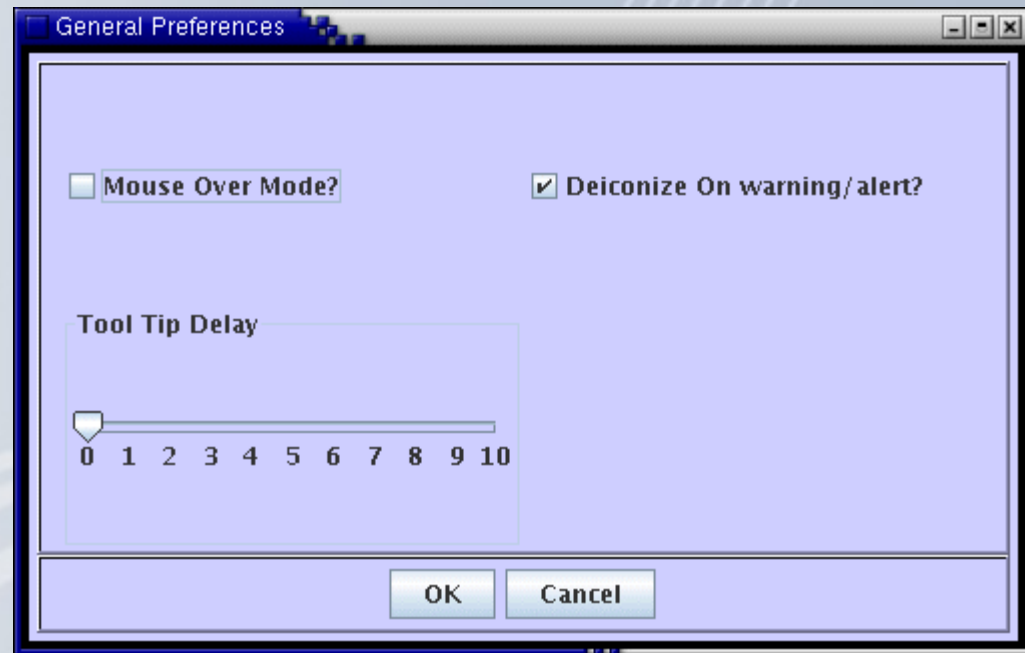 General Preferences
Mouse Over Mode?
Deiconize On warning/alert?
Tool Tip Delay
0 1 2 3 4 5 6 7 8 9 10
OK
Cancel